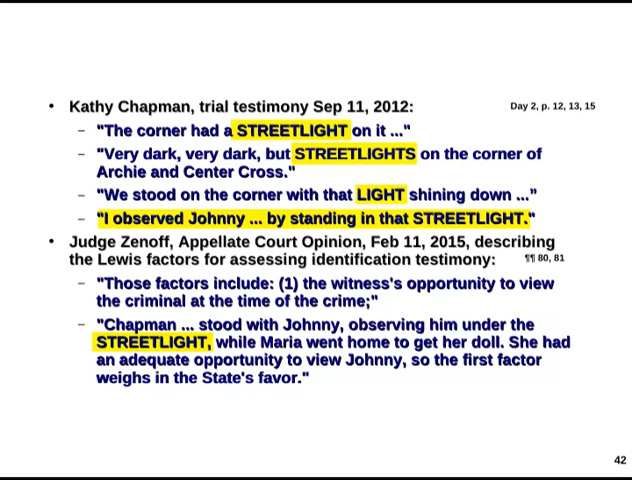 • Kathy Chapman, trial testimony Sep 11, 2012: Day 2, p. 12, 13, 15
– "The corner had a STREETLIGHT on it ..."
– "Very dark, very dark, but STREETLIGHTS on the corner of
Archie and Center Cross."
– "We stood on the corner with that LIGHT shining down ..."
– "I observed Johnny ... by standing in that STREETLIGHT."
• Judge Zenoff, Appellate Court Opinion, Feb 11, 2015, describing
the Lewis factors for assessing identification testimony: ¶¶ 80, 81
– "Those factors include: (1) the witness's opportunity to view
the criminal at the time of the crime;"
– "Chapman ... stood with Johnny, observing him under the
STREETLIGHT, while Maria went home to get her doll. She had
an adequate opportunity to view Johnny, so the first factor
weighs in the State's favor."
42